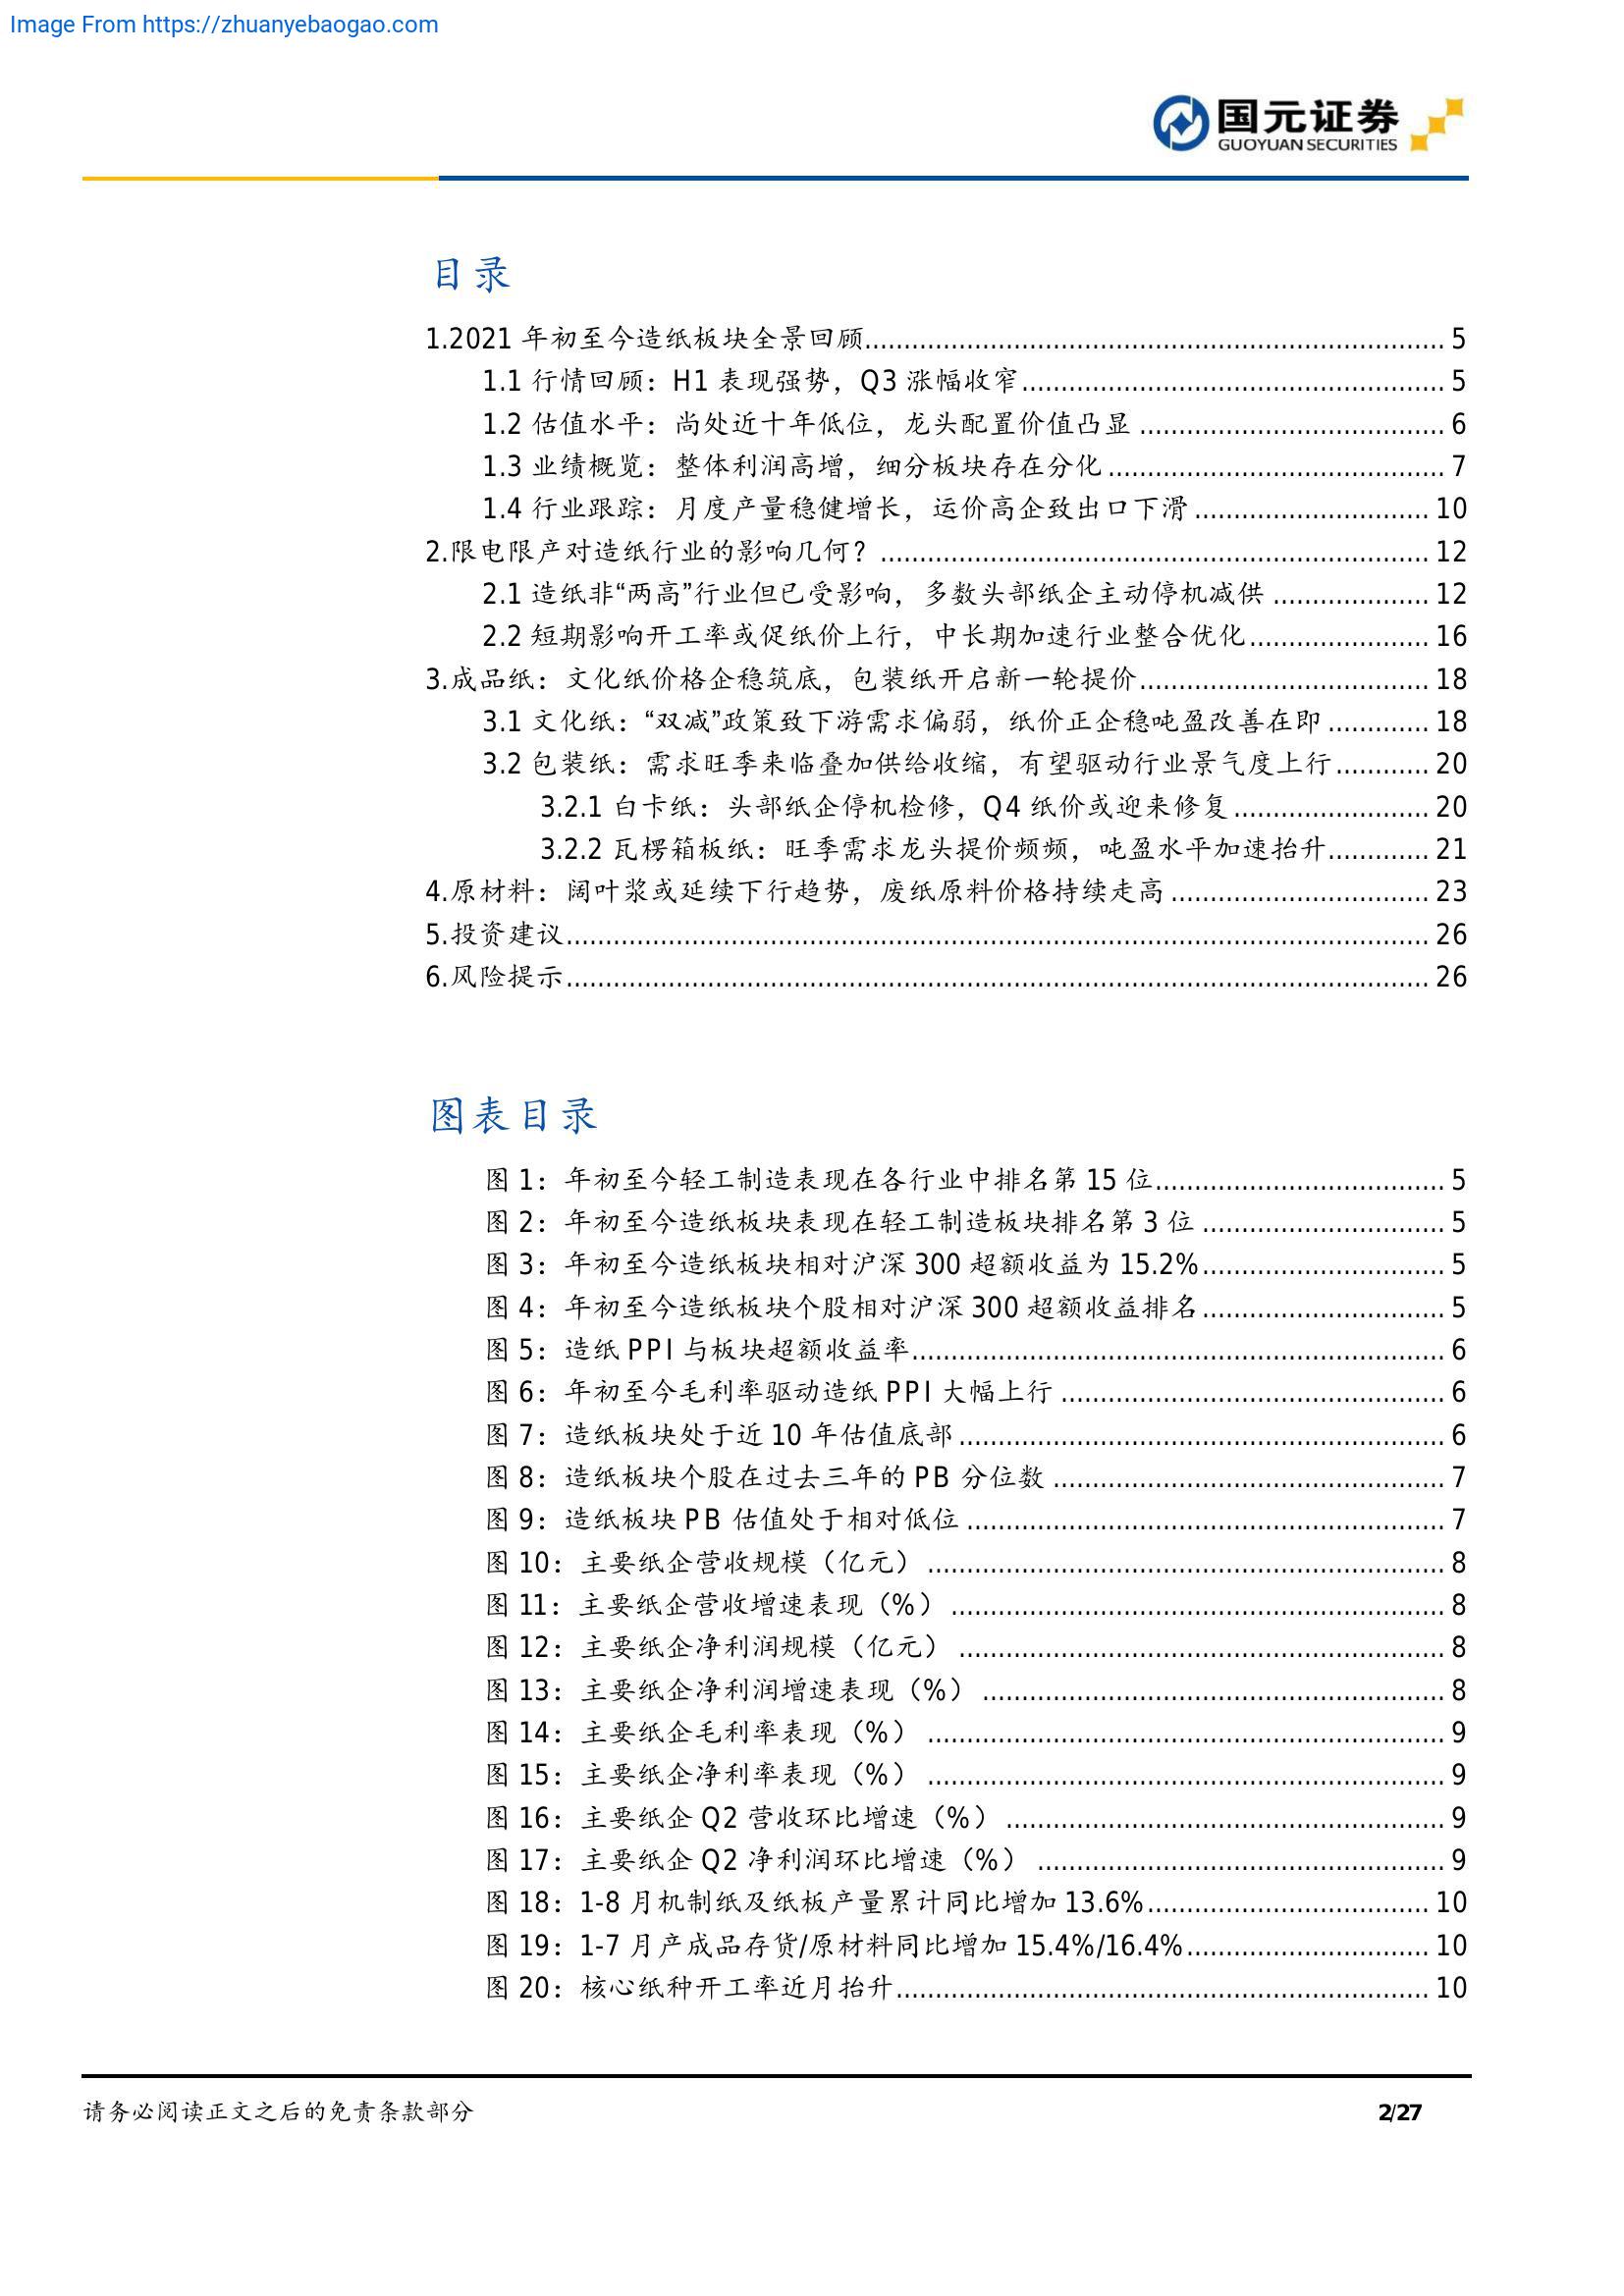 Image From https://zhuanyebaogao.com
国元证券
GUOYUAN SECURITIES
目录
1.2021 年初至今造纸板块全景回顾.......... 5
1.1 行情回顾：H1 表现强势，Q3 涨幅收窄.......... 5
1.2 估值水平：尚处近十年低位，龙头配置价值凸显.......... 6
1.3 业绩概览：整体利润高增，细分板块存在分化.......... 7
1.4 行业跟踪：月度产量稳健增长，运价高企致出口下滑.......... 10
2.限电限产对造纸行业的影响几何？.......... 12
2.1 造纸非“两高”行业但已受影响，多数头部纸企主动停机减供.......... 12
2.2 短期影响开工率或促纸价上行，中长期加速行业整合优化.......... 16
3.成品纸：文化纸价格企稳筑底，包装纸开启新一轮提价.......... 18
3.1 文化纸：“双减”政策致下游需求偏弱，纸价正企稳吨盈改善在即.......... 18
3.2 包装纸：需求旺季来临叠加供给收缩，有望驱动行业景气度上行.......... 20
3.2.1 白卡纸：头部纸企停机检修，Q4 纸价或迎来修复.......... 20
3.2.2 瓦楞箱板纸：旺季需求龙头提价频频，吨盈水平加速抬升.......... 21
4.原材料：阔叶浆或延续下行趋势，废纸原料价格持续走高.......... 23
5.投资建议.......... 26
6.风险提示.......... 26
图表目录
图 1：年初至今轻工制造表现在各行业中排名第 15 位.......... 5
图 2：年初至今造纸板块表现在轻工制造板块排名第 3 位.......... 5
图 3：年初至今造纸板块相对沪深 300 超额收益为 15.2%.......... 5
图 4：年初至今造纸板块个股相对沪深 300 超额收益排名.......... 5
图 5：造纸 PPI 与板块超额收益率.......... 6
图 6：年初至今毛利率驱动造纸 PPI 大幅上行.......... 6
图 7：造纸板块处于近 10 年估值底部.......... 6
图 8：造纸板块个股在过去三年的 PB 分位数.......... 7
图 9：造纸板块 PB 估值处于相对低位.......... 7
图 10：主要纸企营收规模（亿元）.......... 8
图 11：主要纸企营收增速表现（%）.......... 8
图 12：主要纸企净利润规模（亿元）.......... 8
图 13：主要纸企净利润增速表现（%）.......... 8
图 14：主要纸企毛利率表现（%）.......... 9
图 15：主要纸企净利率表现（%）.......... 9
图 16：主要纸企 Q2 营收环比增速（%）.......... 9
图 17：主要纸企 Q2 净利润环比增速（%）.......... 9
图 18：1-8 月机制纸及纸板产量累计同比增加 13.6%.......... 10
图 19：1-7 月产成品存货/原材料同比增加 15.4%/16.4%.......... 10
图 20：核心纸种开工率近月抬升.......... 10
请务必阅读正文之后的免责条款部分
2/27